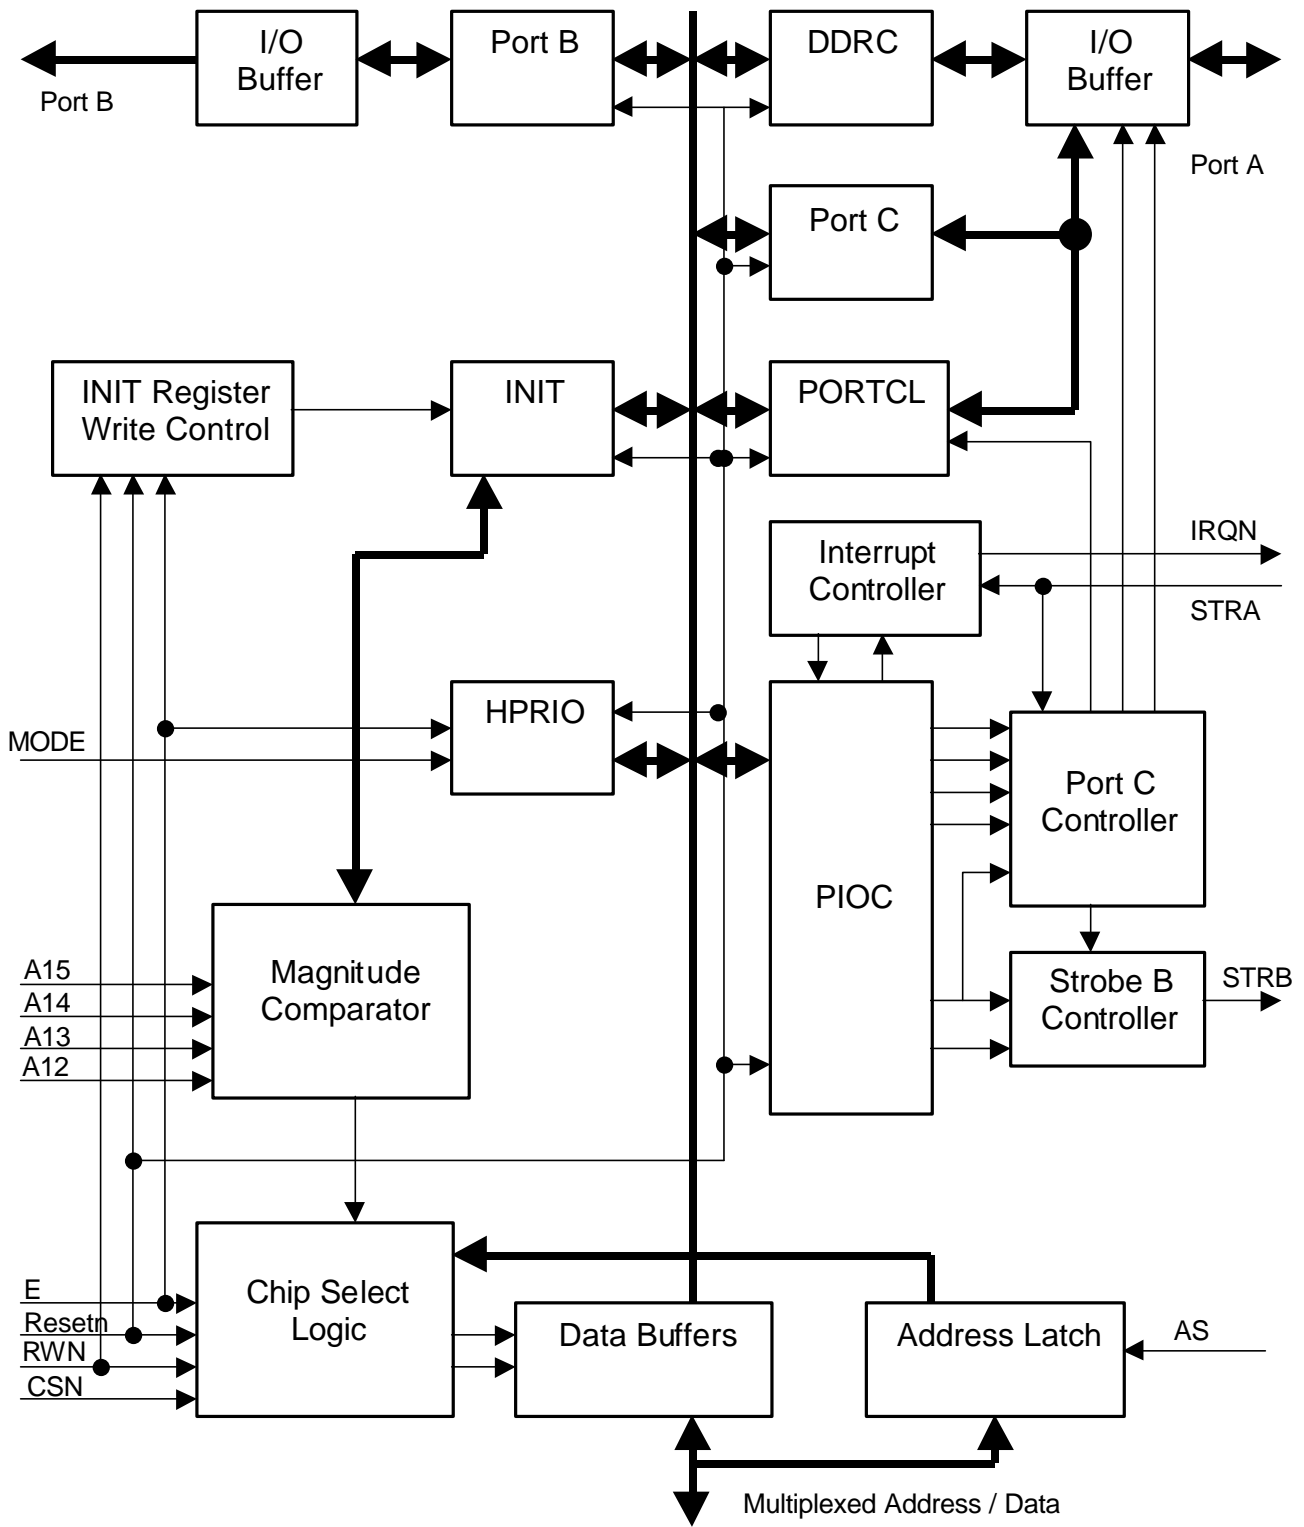 I/O
Buffer
Port B
DDRC
I/O
Buffer
Port B
Port A
Port C
INIT Register
Write Control
INIT
PORTCL
Interrupt
Controller
IRQN
STRA
HPRIO
MODE
Port C
Controller
PIOC
Magnitude
Comparator
A15
A14
A13
A12
Strobe B
Controller
STRB
Chip Select
Logic
E
Resetn
RWN
CSN
Data Buffers
Address Latch
AS
Multiplexed Address / Data